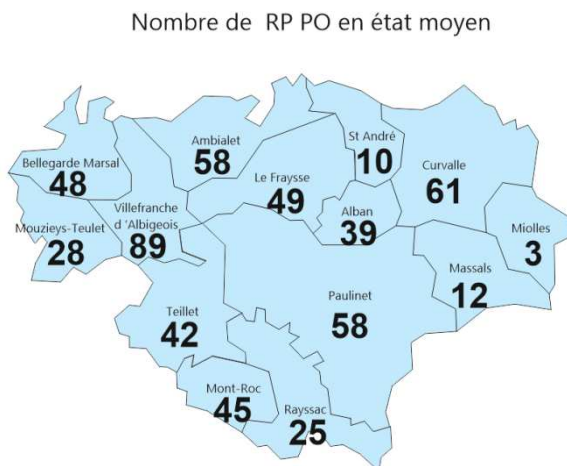 Nombre de RP PO en état moyen
St André
10
Ambialet
58
Bellegarde Marsal
48
Curvalle
61
Le Fraysse
49
Villefranche
d 'Albigeois
89
Alban
39
Mouzieys-Teulet
28
Miolles
3
Massals
12
Paulinet
58
Teillet
42
Mont-Roc
45
Rayssac
25